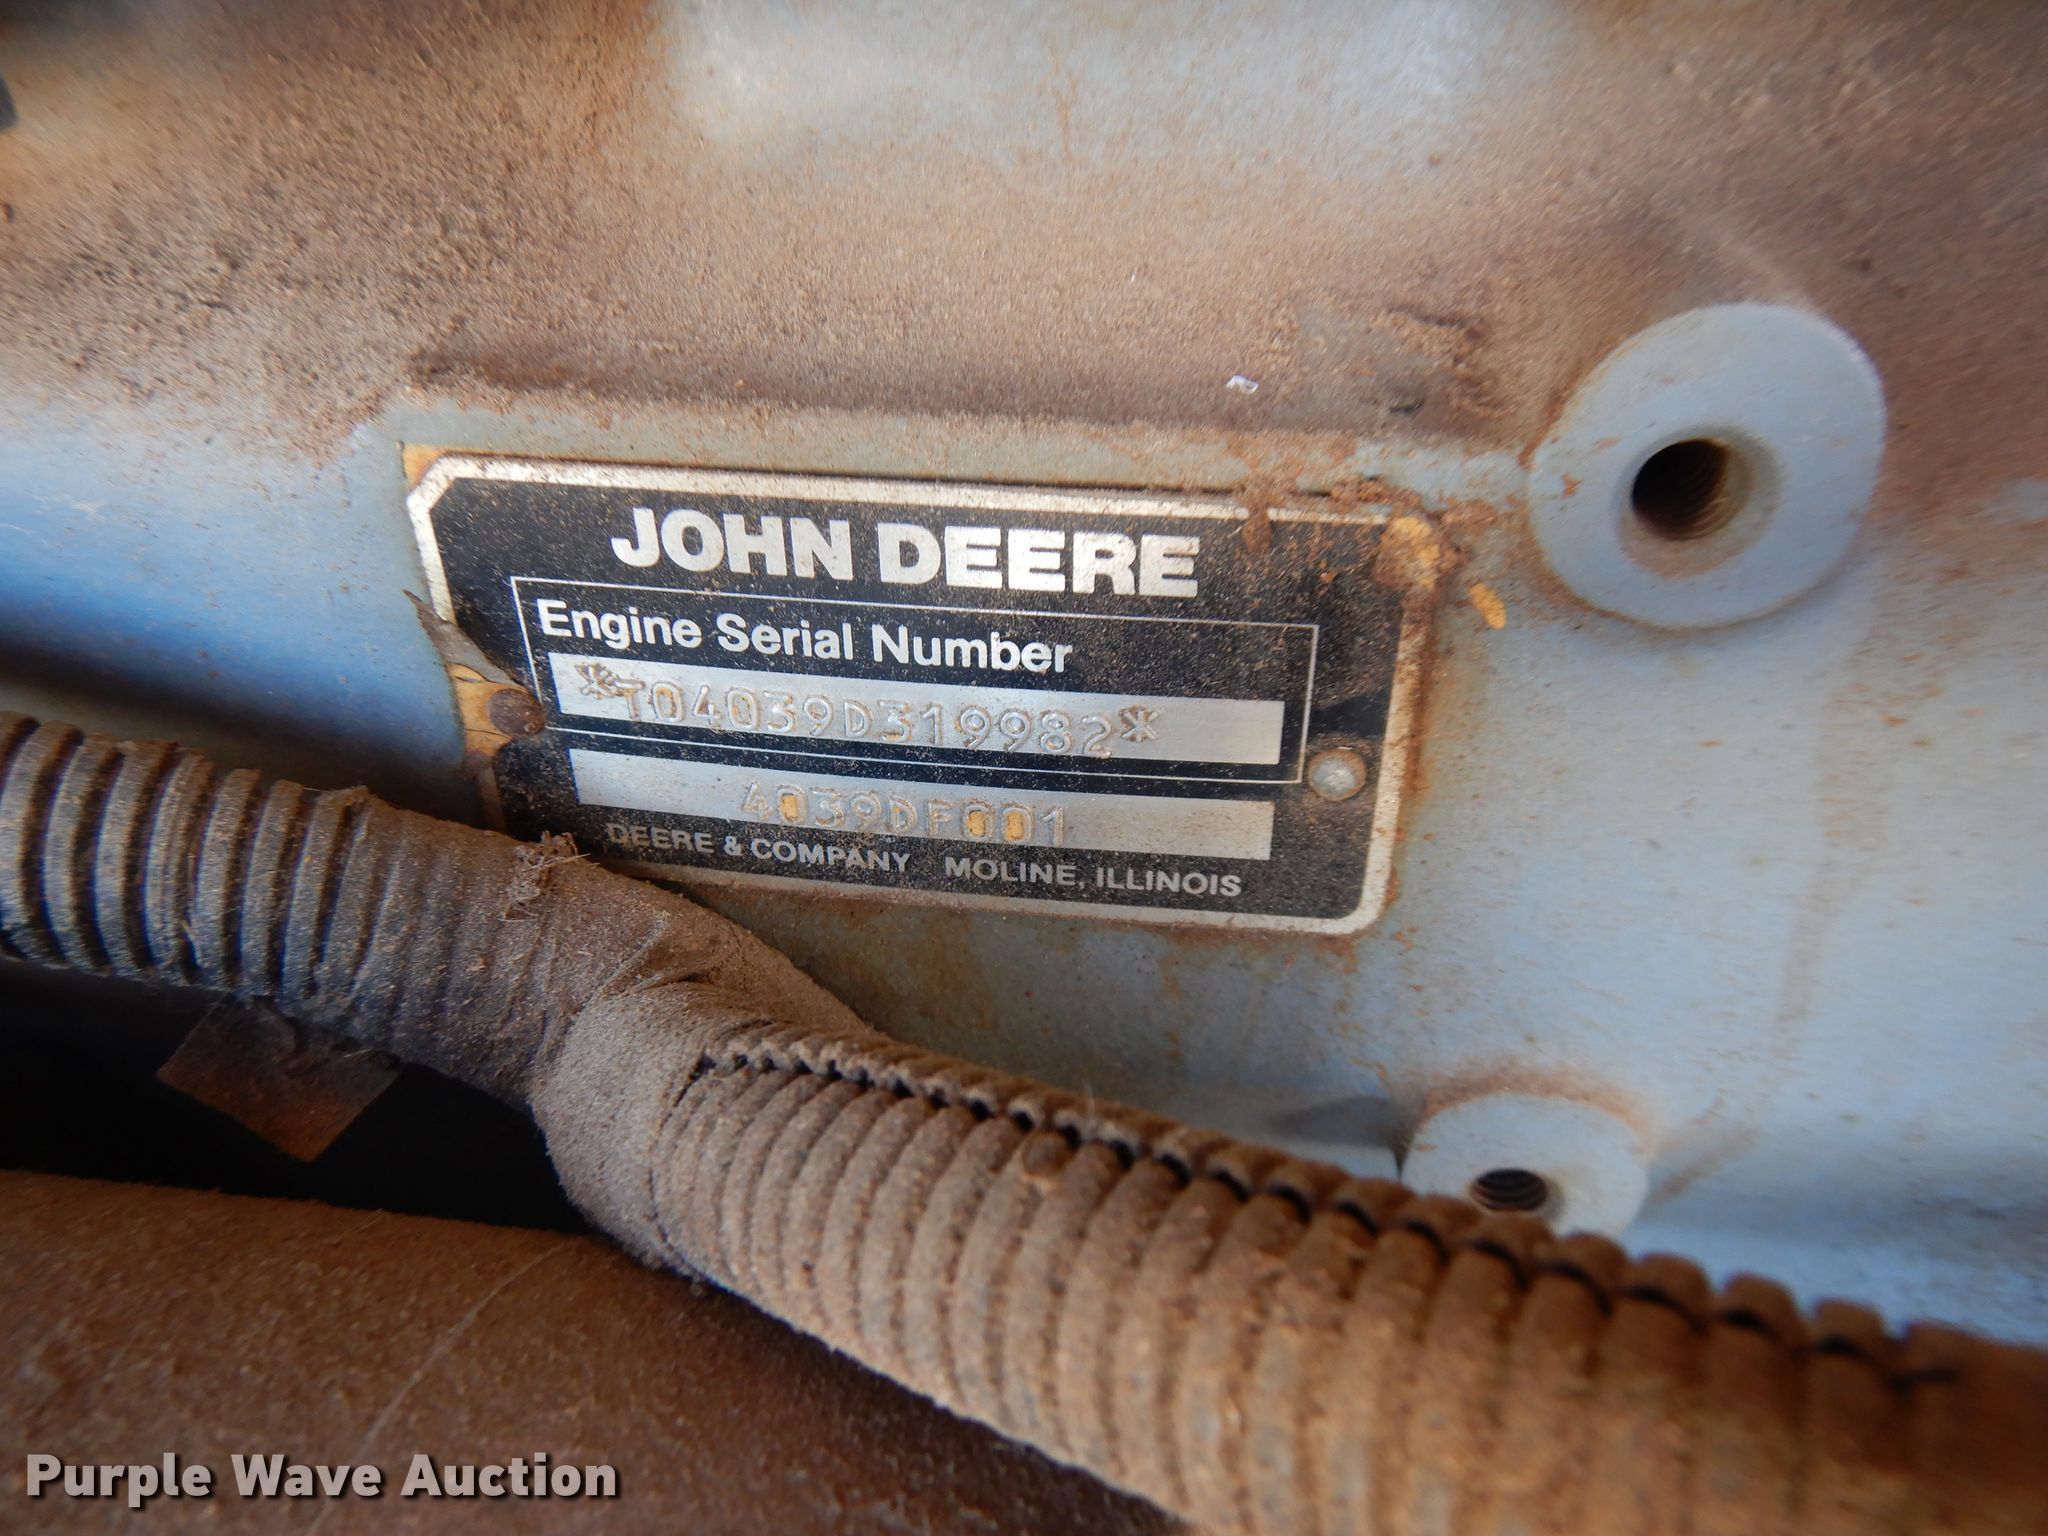 JOHN DEERE
Engine Serial Number
*T04039D319982*
4039DF001
DEERE & COMPANY MOLINE, ILLINOIS
Purple Wave Auction